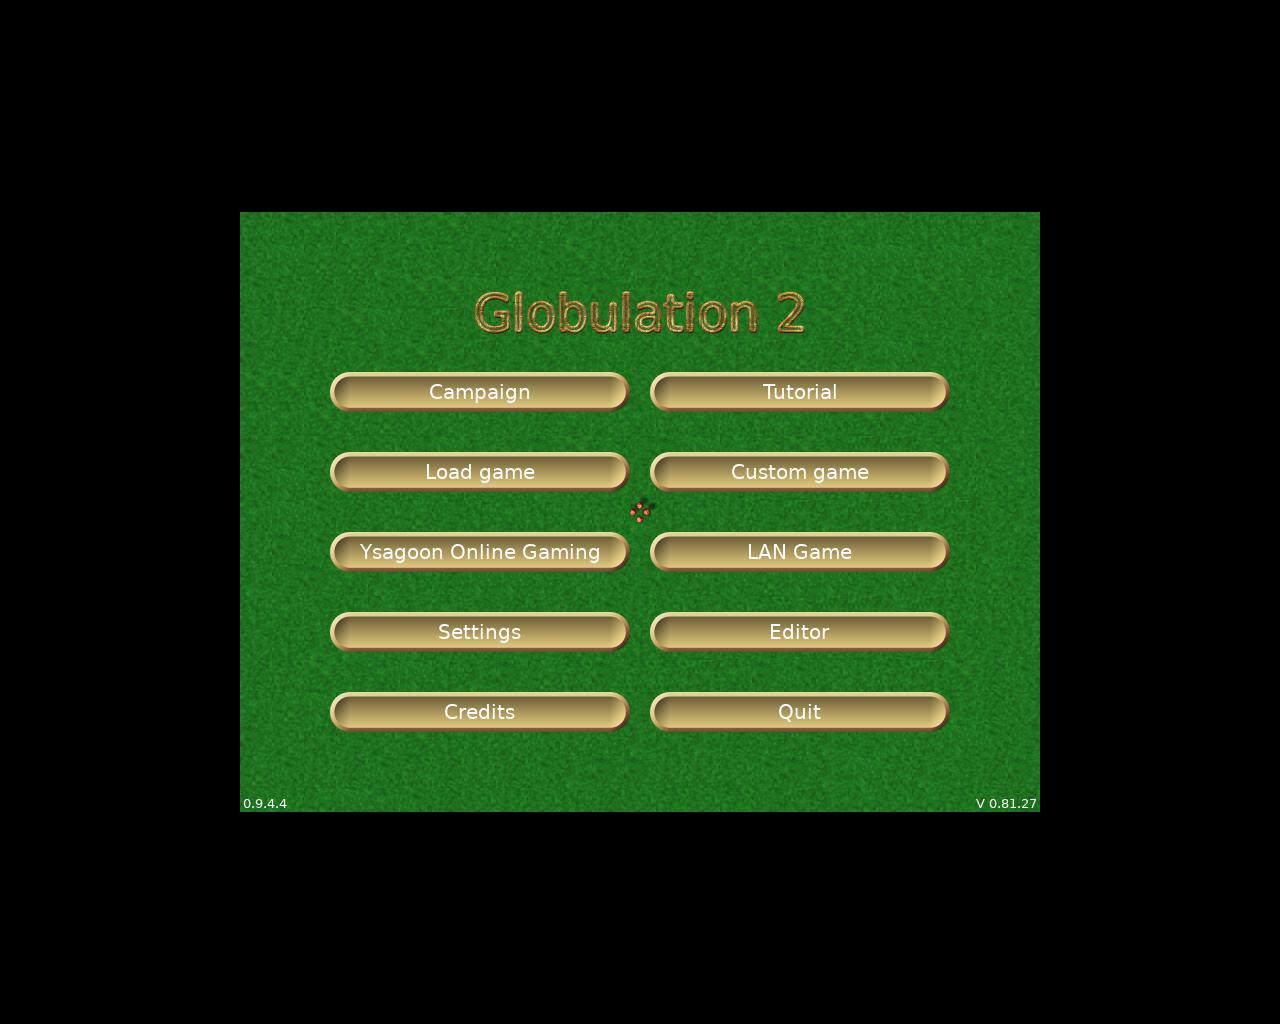 Globulation 2
Campaign
Tutorial
Load game
Custom game
Ysagoon Online Gaming
LAN Game
Settings
Editor
Credits
Quit
0.9.4.4
V 0.81.27